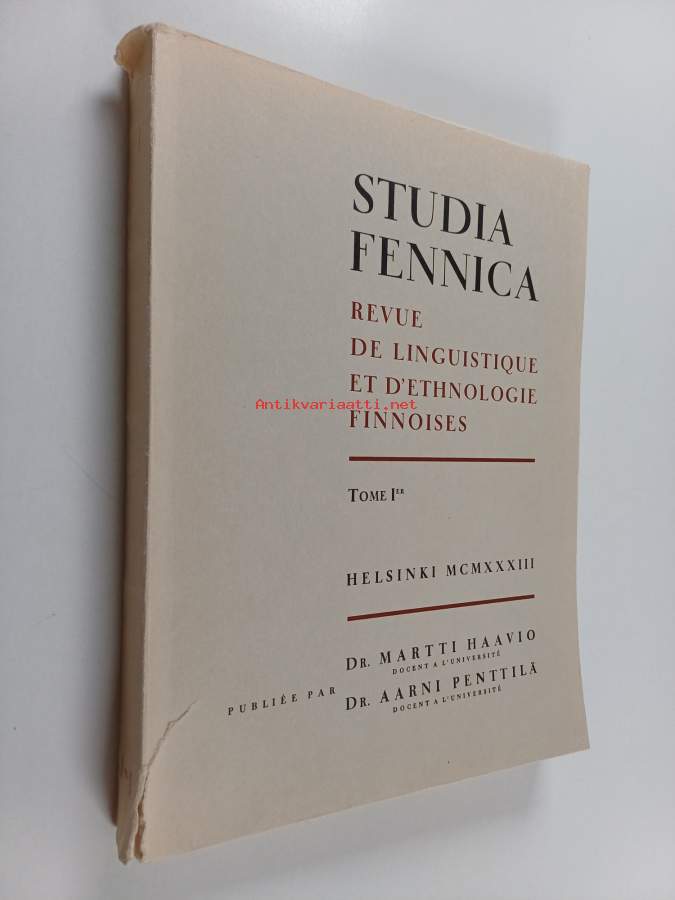 STUDIA
FENNICA
REVUE
DE LINGUISTIQUE
ET D'ETHNOLOGIE
Antikvariaatti.net
FINNOISES
TOME Iᴱᴿ
HELSINKI MCMXXXIII
PUBLIÉE PAR
DR. MARTTI HAAVIO
DOCENT A L'UNIVERSITÉ
DR. AARNI PENTTILÄ
DOCENT A L'UNIVERSITÉ